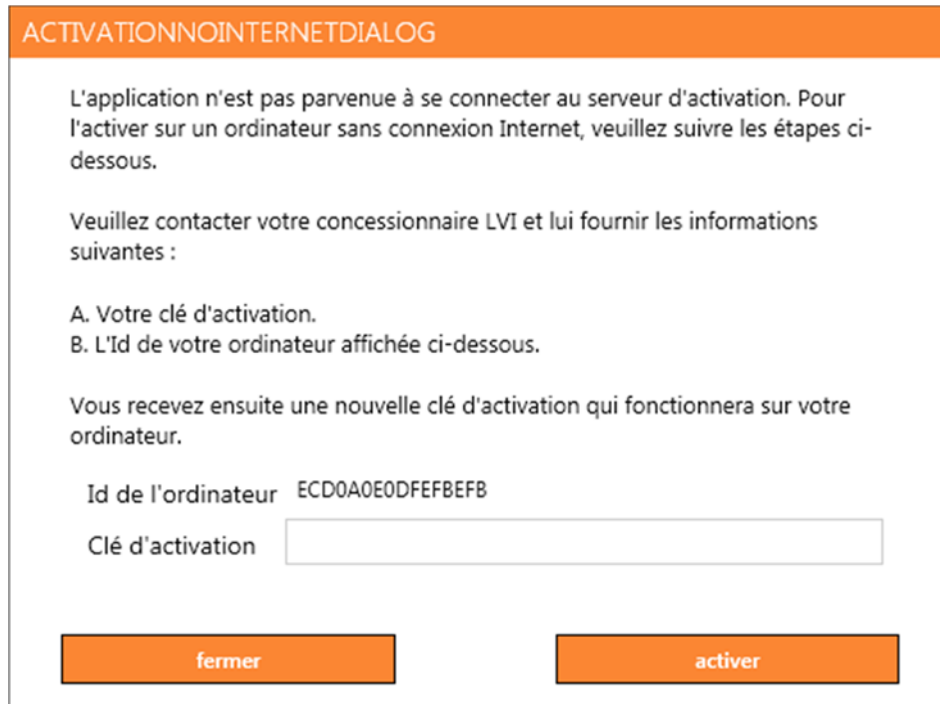 ACTIVATIONNOINTERNETDIALOG
L'application n'est pas parvenue à se connecter au serveur d'activation. Pour
l'activer sur un ordinateur sans connexion Internet, veuillez suivre les étapes ci-
dessous.
Veuillez contacter votre concessionnaire LVI et lui fournir les informations
suivantes :
A. Votre clé d'activation.
B. L'Id de votre ordinateur affichée ci-dessous.
Vous recevez ensuite une nouvelle clé d'activation qui fonctionnera sur votre
ordinateur.
Id de l'ordinateur ECD0A0E0DFEFBEFB
Clé d'activation
fermer activer